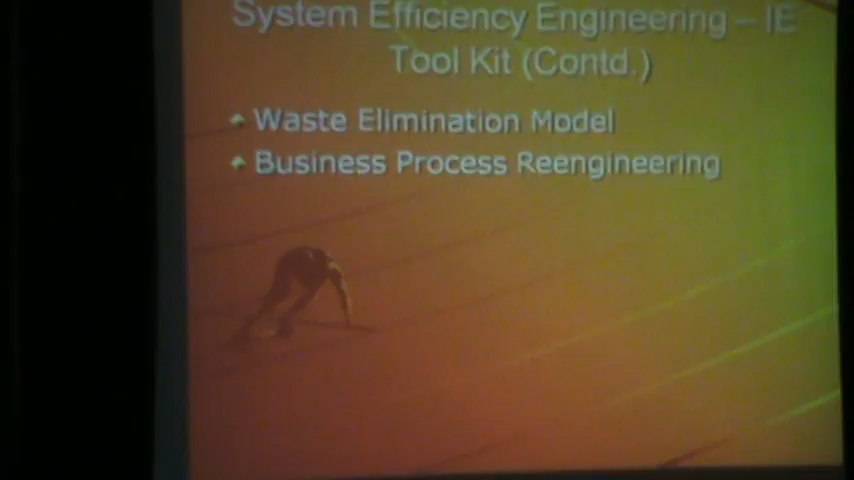 System Efficiency Engineering – IE
Tool Kit (Contd.)
Waste Elimination Model
Business Process Reengineering